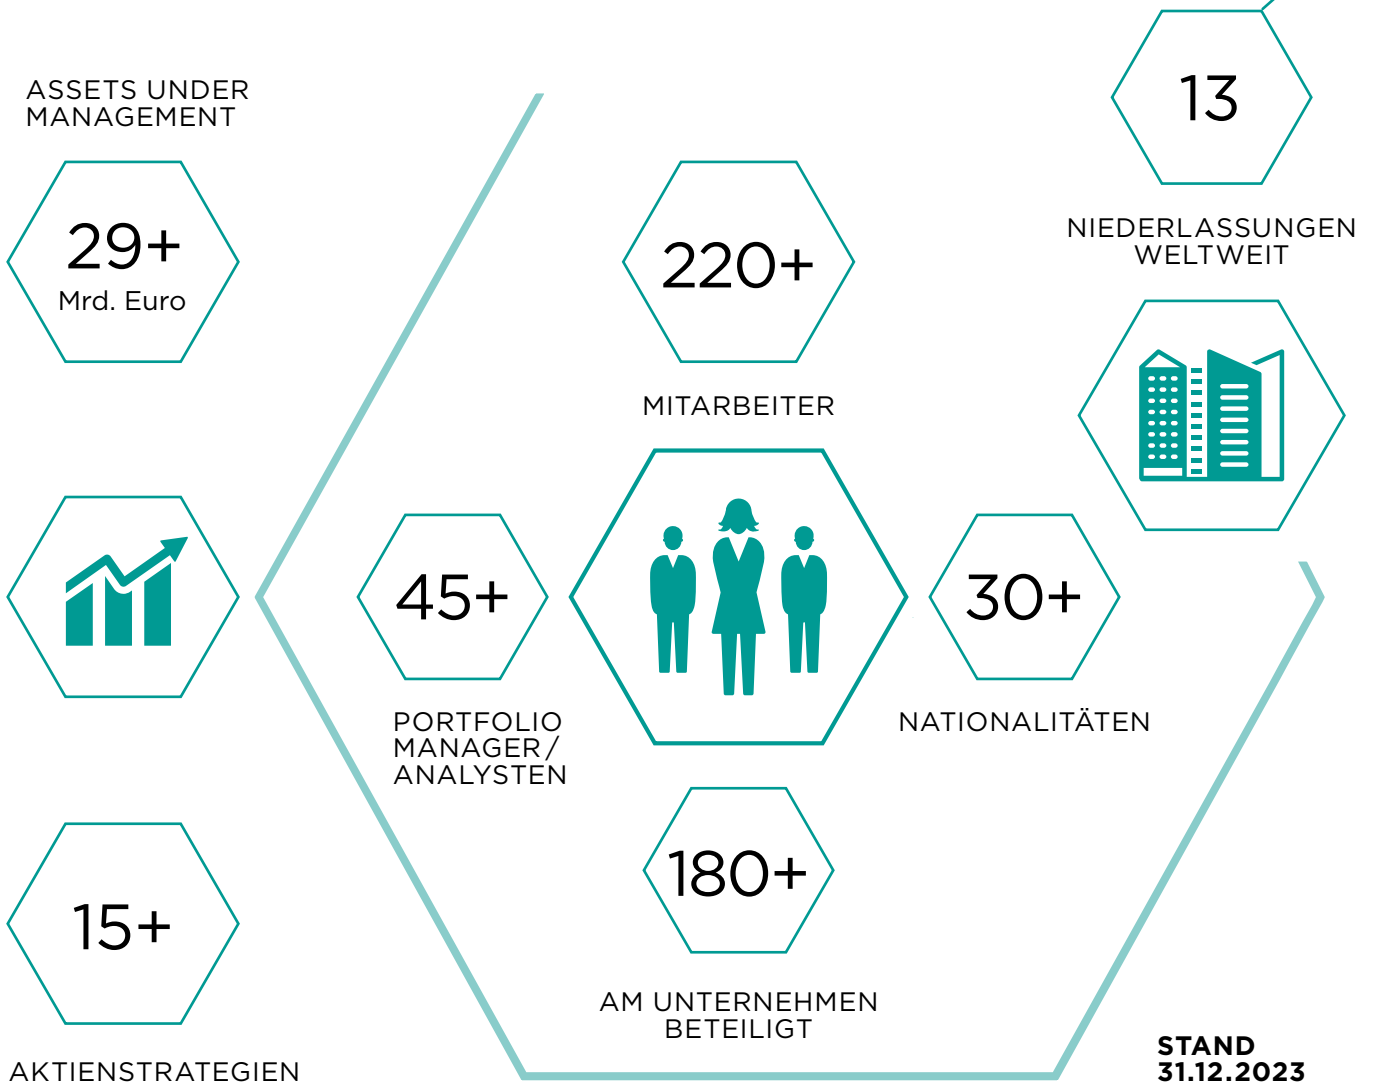 ASSETS UNDER
MANAGEMENT
29+
Mrd. Euro
15+
AKTIENSTRATEGIEN
220+
MITARBEITER
45+
PORTFOLIO
MANAGER/
ANALYSTEN
30+
NATIONALITÄTEN
180+
AM UNTERNEHMEN
BETEILIGT
13
NIEDERLASSUNGEN
WELTWEIT
STAND
31.12.2023